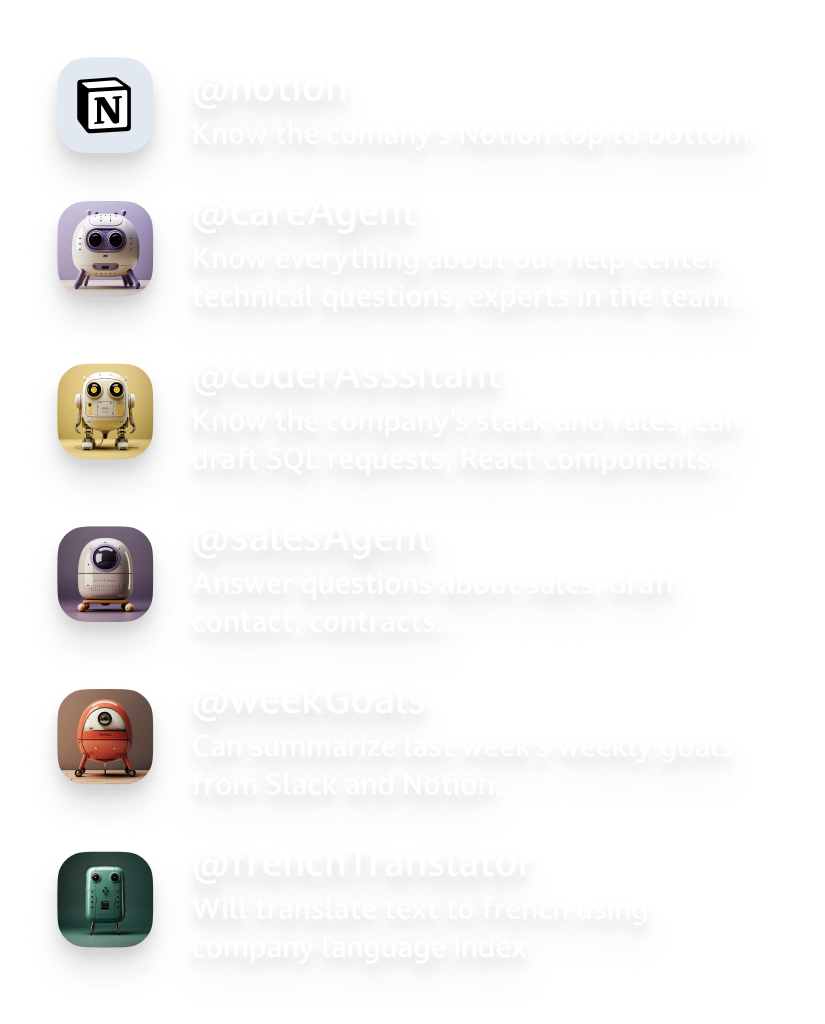 N
@notion
Know the comany's Notion top to bottom.
@careAgent
Know everything about our help center,
technical questions, experts in the team...
@coderAsssitant
Know the company's stack and rules, can
draft SQL requests, React components...
@salesAgent
Answer questions about sales, draft
contact, contracts...
@weekGoals
Can summarize last week's weekly goals
from Slack and Notion.
@frenchTranslator
Will translate text to french using
company language index.